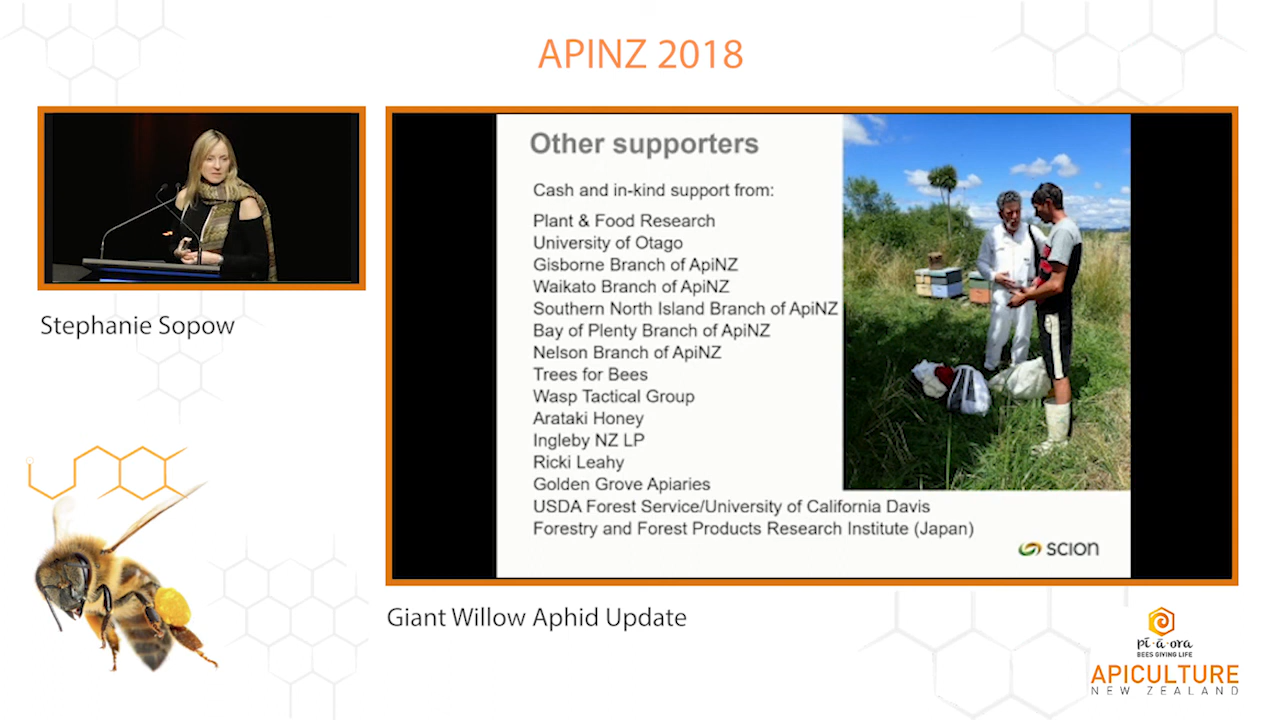 APINZ 2018
Stephanie Sopow
Other supporters
Cash and in-kind support from:
Plant & Food Research
University of Otago
Gisborne Branch of ApiNZ
Waikato Branch of ApiNZ
Southern North Island Branch of ApiNZ
Bay of Plenty Branch of ApiNZ
Nelson Branch of ApiNZ
Trees for Bees
Wasp Tactical Group
Arataki Honey
Ingleby NZ LP
Ricki Leahy
Golden Grove Apiaries
USDA Forest Service/University of California Davis
Forestry and Forest Products Research Institute (Japan)
SCION
Giant Willow Aphid Update
pī-ā-ora
BEES GIVING LIFE
APICULTURE
NEW ZEALAND